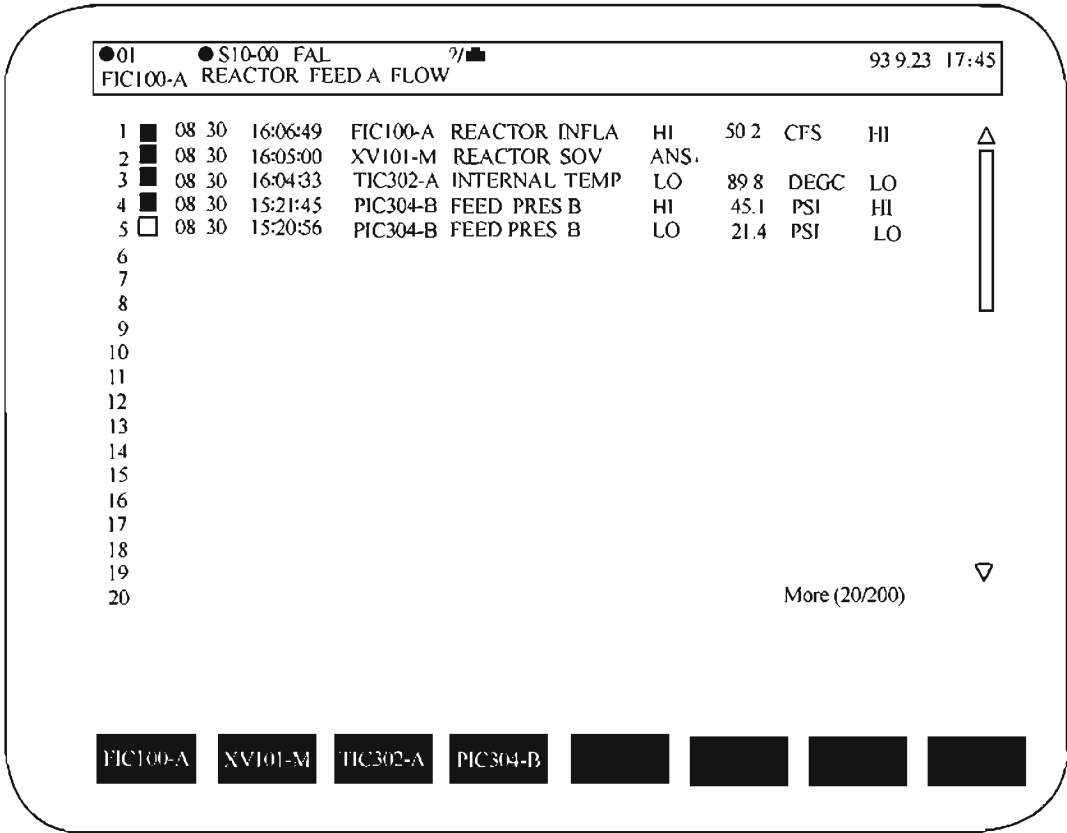 ●01 ●S10-00 FAL 93 9.23 17:45
FIC100-A REACTOR FEED A FLOW
1 08 30 16:06:49 FIC100-A REACTOR INFLA HI 50 2 CFS HI
2 08 30 16:05:00 XV101-M REACTOR SOV ANS.
3 08 30 16:04:33 TIC302-A INTERNAL TEMP LO 89 8 DEGC LO
4 08 30 15:21:45 PIC304-B FEED PRES B HI 45.1 PSI HI
5 08 30 15:20:56 PIC304-B FEED PRES B LO 21.4 PSI LO
6
7
8
9
10
11
12
13
14
15
16
17
18
19
20 More (20/200)
FIC100-A XV101-M TIC302-A PIC304-B